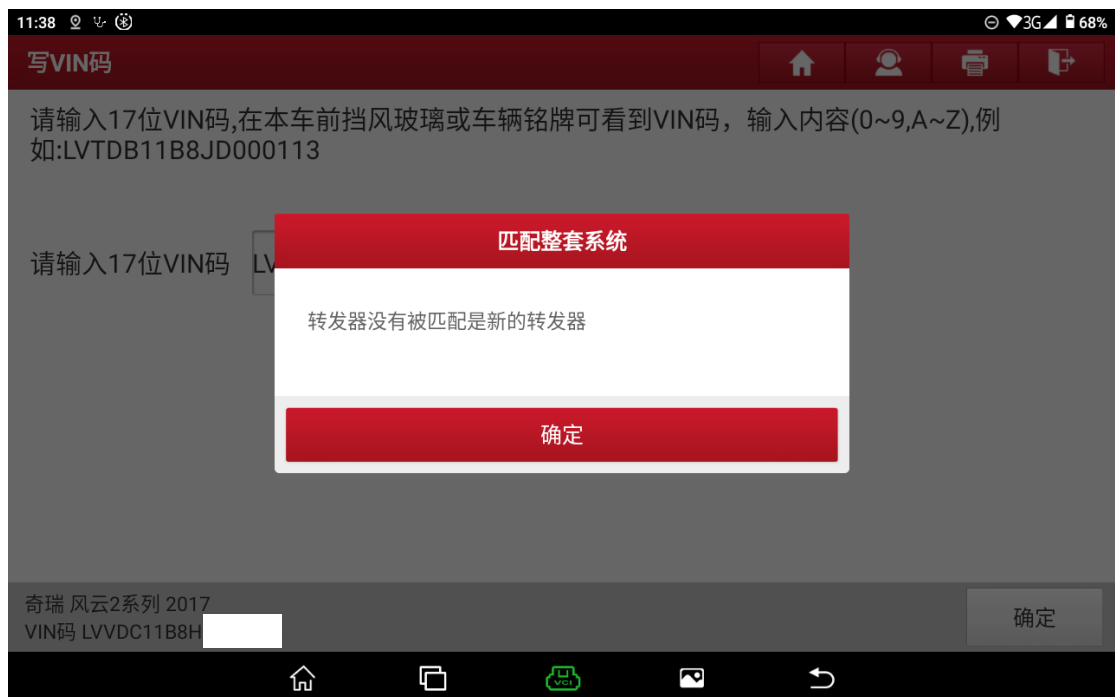 11:38
3G 68%
写VIN码
请输入17位VIN码,在本车前挡风玻璃或车辆铭牌可看到VIN码，输入内容(0~9,A~Z),例
如:LVTDB11B8JD000113
匹配整套系统
请输入17位VIN码 LV
转发器没有被匹配是新的转发器
确定
奇瑞 风云2系列 2017
VIN码 LVVDC11B8H
确定
VCI